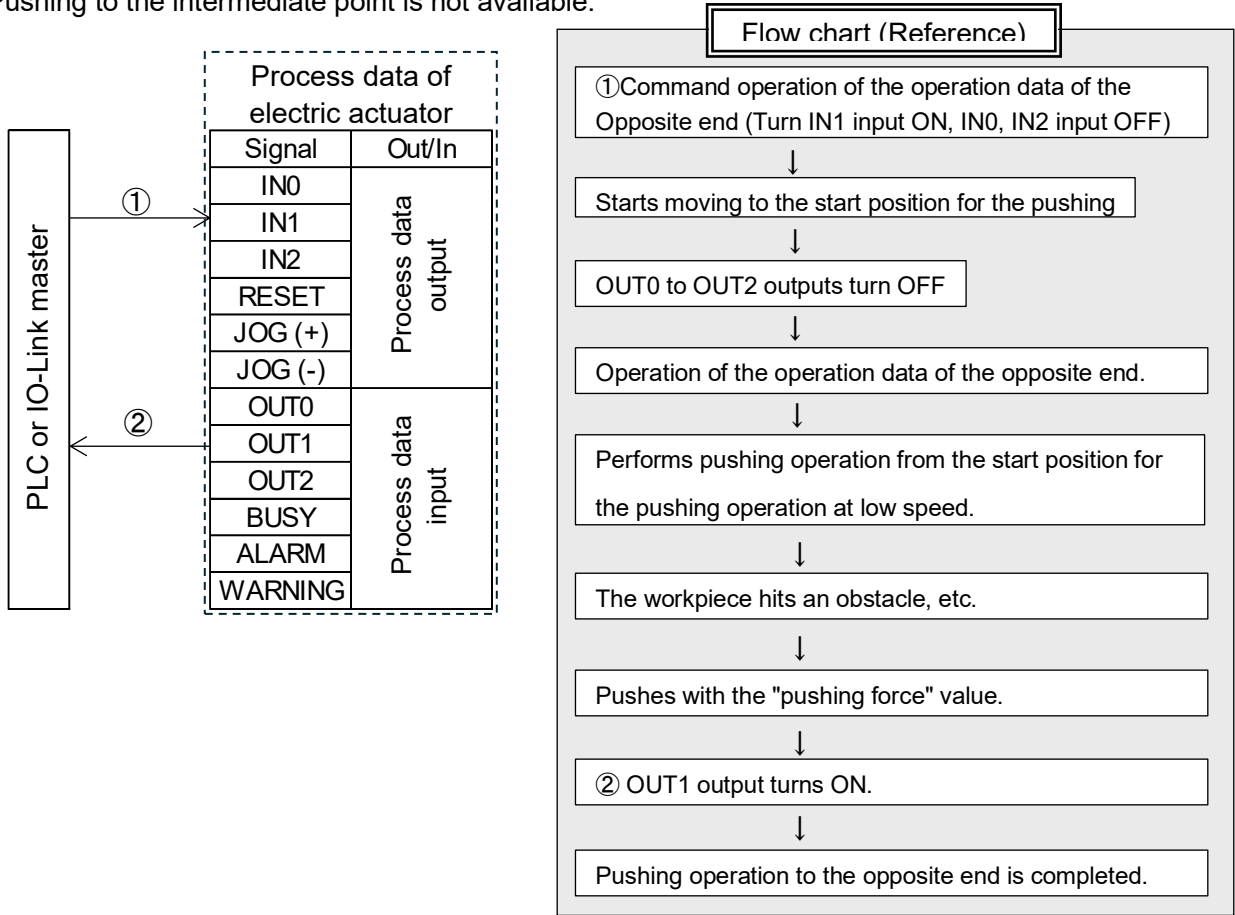 Pushing to the intermediate point is not available.
Process data of
electric actuator
Signal Out/In
IN0
IN1
IN2
RESET
JOG (+)
JOG (-)
Process data
output
OUT0
OUT1
OUT2
BUSY
ALARM
WARNING
Process data
input
PLC or IO-Link master
①
②
Flow chart (Reference)
①Command operation of the operation data of the
Opposite end (Turn IN1 input ON, IN0, IN2 input OFF)
↓
Starts moving to the start position for the pushing
↓
OUT0 to OUT2 outputs turn OFF
↓
Operation of the operation data of the opposite end.
↓
Performs pushing operation from the start position for
the pushing operation at low speed.
↓
The workpiece hits an obstacle, etc.
↓
Pushes with the "pushing force" value.
↓
② OUT1 output turns ON.
↓
Pushing operation to the opposite end is completed.